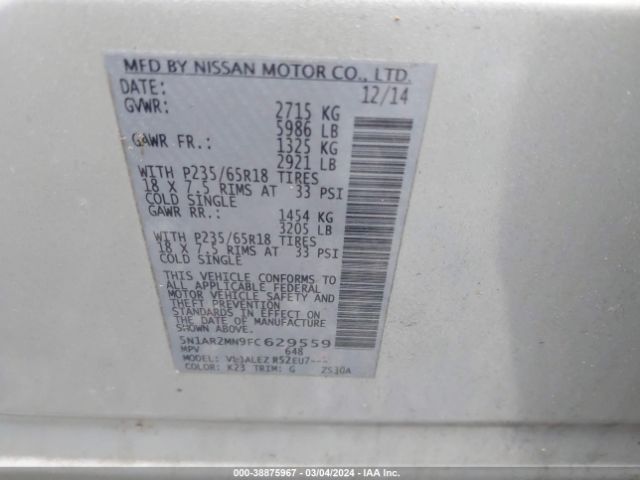 MFD BY NISSAN MOTOR CO., LTD.
DATE: 12/14
GVWR: 2715 KG
5986 LB
GAWR FR.: 1325 KG
2921 LB
WITH P235/65R18 TIRES
18 X 7.5 RIMS AT 33 PSI
COLD SINGLE
GAWR RR.: 1454 KG
3205 LB
WITH P235/65R18 TIRES
18 X 7.5 RIMS AT 33 PSI
COLD SINGLE
THIS VEHICLE CONFORMS TO
ALL APPLICABLE FEDERAL
MOTOR VEHICLE SAFETY AND
THEFT PREVENTION
STANDARDS IN EFFECT ON THE
DATE OF MANUFACTURE
SHOWN ABOVE.
5N1AR2MN9FC629559
MPV 648
MODEL: R52EU7---
COLOR: K23 TRIM: G
000-38875967 - 03/04/2024 - IAA Inc.